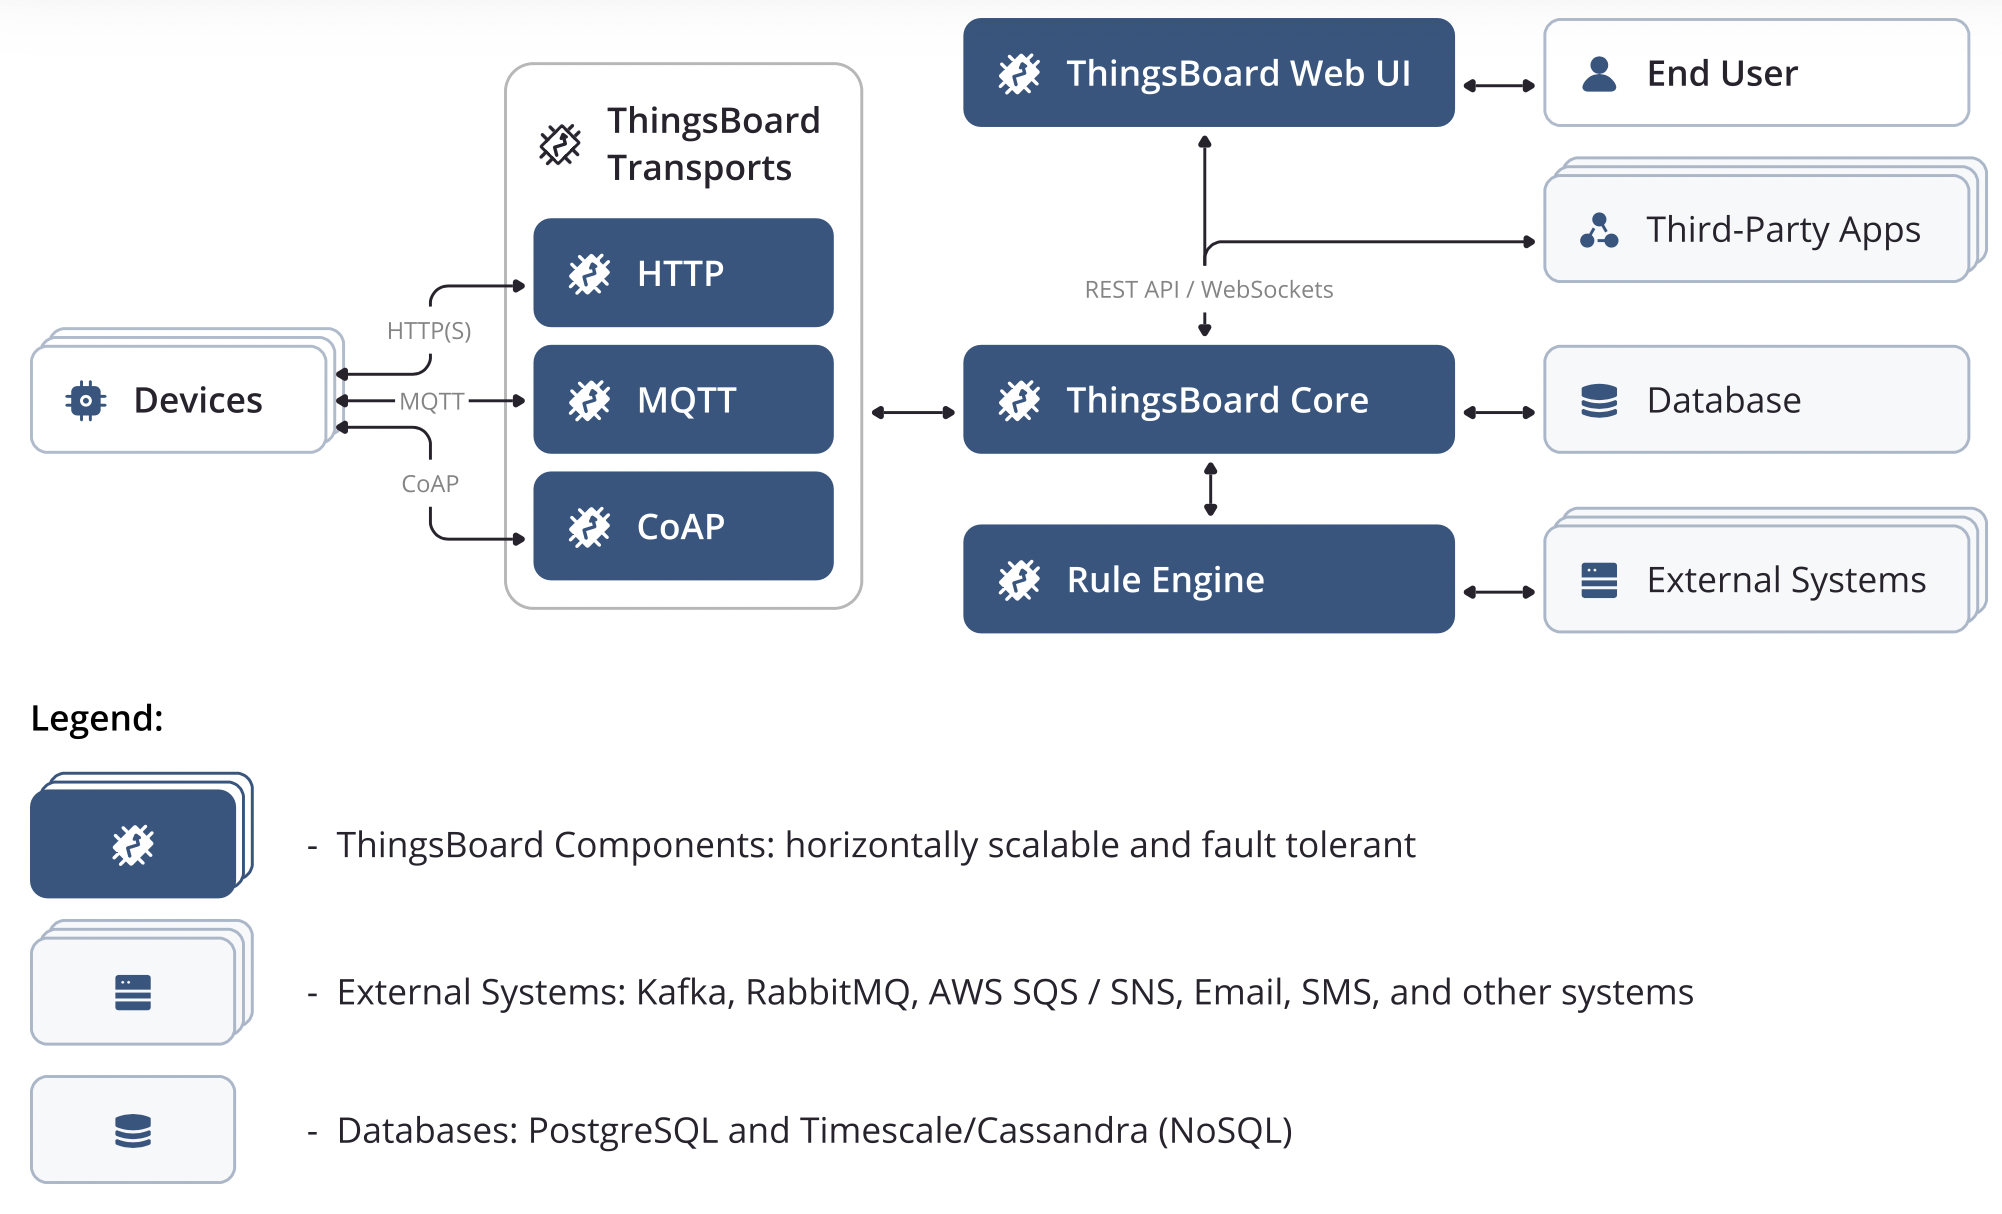 ThingsBoard Web UI
End User
ThingsBoard
Transports
Third-Party Apps
HTTP
REST API / WebSockets
HTTP(S)
Devices
MQTT
MQTT
ThingsBoard Core
Database
CoAP
CoAP
Rule Engine
External Systems
Legend:
- ThingsBoard Components: horizontally scalable and fault tolerant
- External Systems: Kafka, RabbitMQ, AWS SQS / SNS, Email, SMS, and other systems
- Databases: PostgreSQL and Timescale/Cassandra (NoSQL)